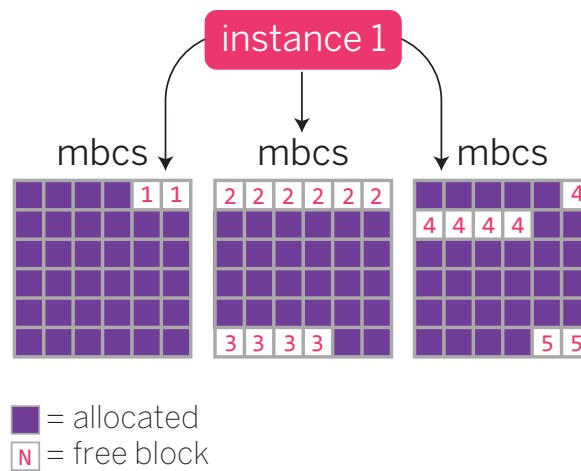 instance 1
mbcs mbcs mbcs
1 1 2 2 2 2 2 2 4
4 4 4 4
3 3 3 3 5 5
= allocated
N = free block